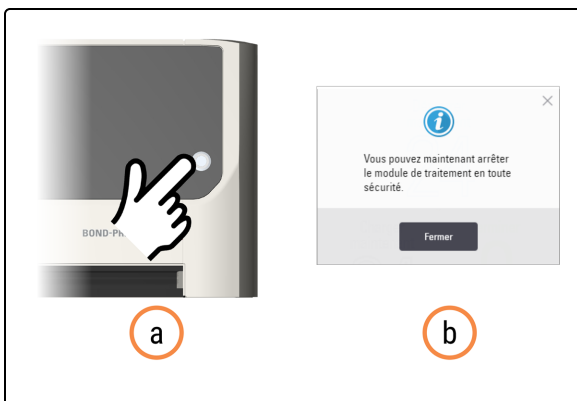 BOND-PR
Vous pouvez maintenant arrêter
le module de traitement en toute
sécurité.
Fermer
a
b